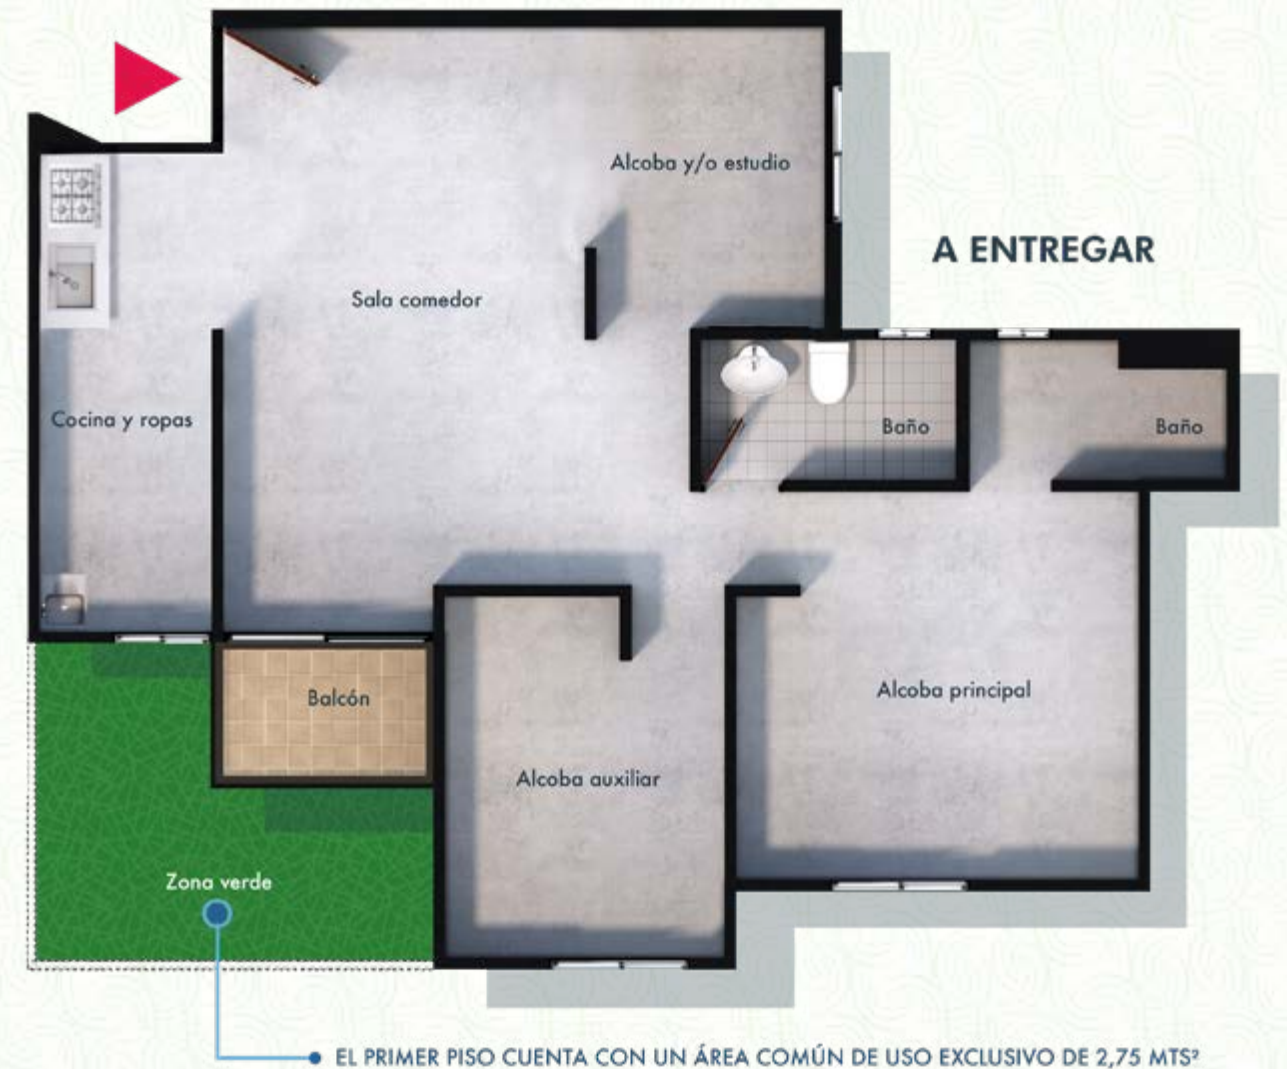 Alcoba y/o estudio
A ENTREGAR
Sala comedor
Cocina y ropas
Baño
Baño
Balcón
Alcoba principal
Alcoba auxiliar
Zona verde
EL PRIMER PISO CUENTA CON UN ÁREA COMÚN DE USO EXCLUSIVO DE 2,75 MTS²